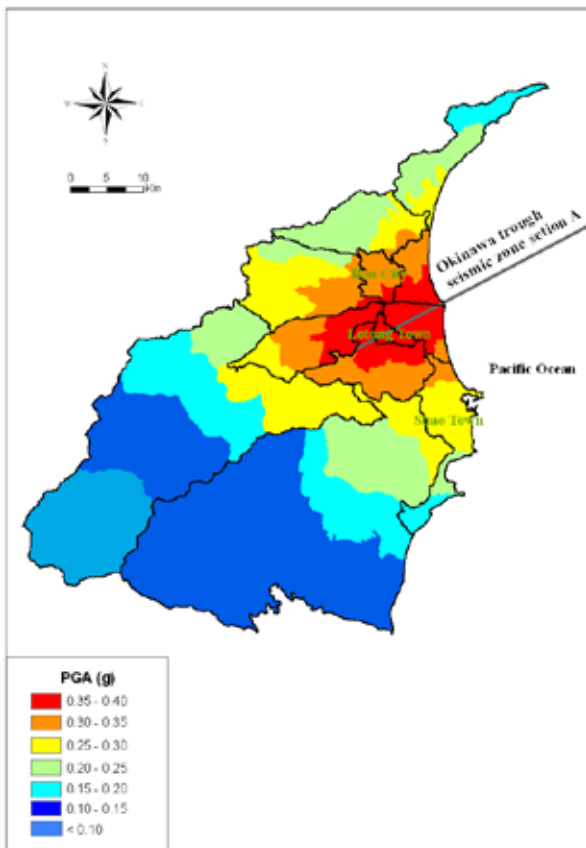 N
W
E
S
0 5 10
Km
Okinawa trough
seismic zone setion A
Ilan City
Lotung Town
Pacific Ocean
Suao Town
PGA (g)
0.35 - 0.40
0.30 - 0.35
0.25 - 0.30
0.20 - 0.25
0.15 - 0.20
0.10 - 0.15
< 0.10